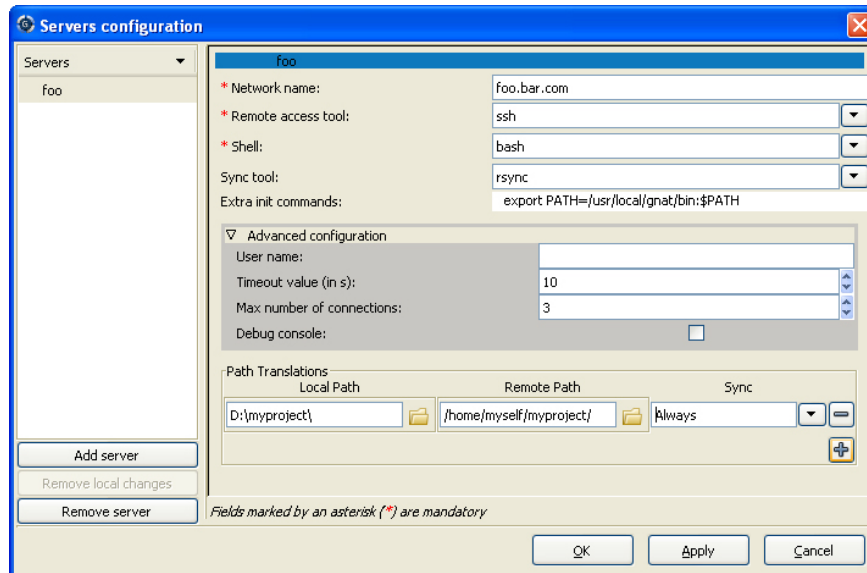 Servers configuration
Servers
foo
foo
* Network name: foo.bar.com
* Remote access tool: ssh
* Shell: bash
Sync tool: rsync
Extra init commands: export PATH=/usr/local/gnat/bin:$PATH
Advanced configuration
User name:
Timeout value (in s): 10
Max number of connections: 3
Debug console:
Path Translations
Local Path Remote Path Sync
D:\myproject\ /home/myself/myproject/ Always
Add server
Remove local changes
Remove server
Fields marked by an asterisk (*) are mandatory
OK Apply Cancel